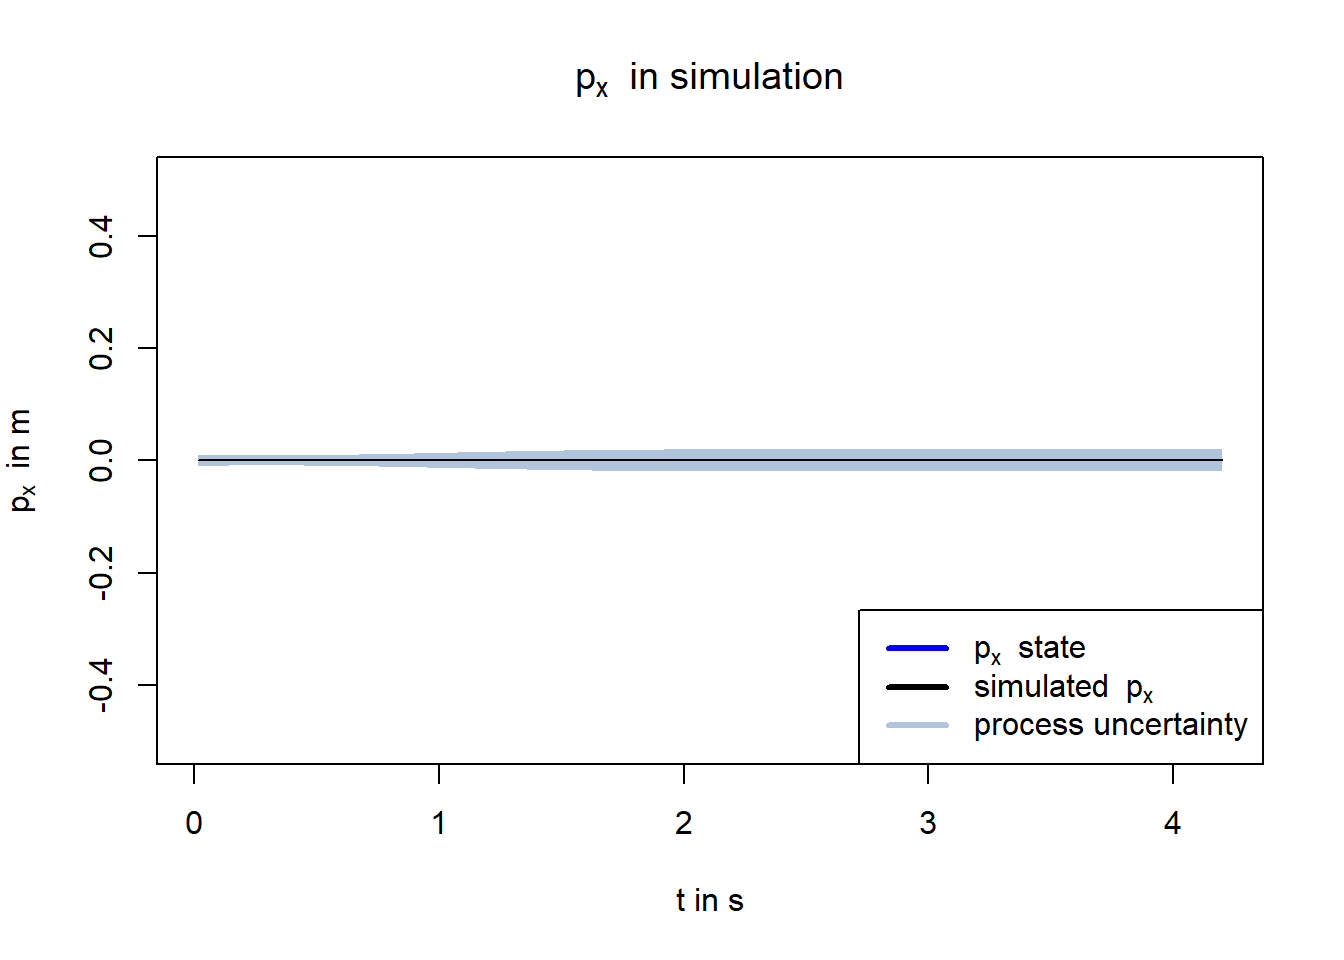 pₓ in simulation
0.4
0.2
0.0
-0.2
-0.4
pₓ in m
pₓ state
simulated pₓ
process uncertainty
0 1 2 3 4
t in s